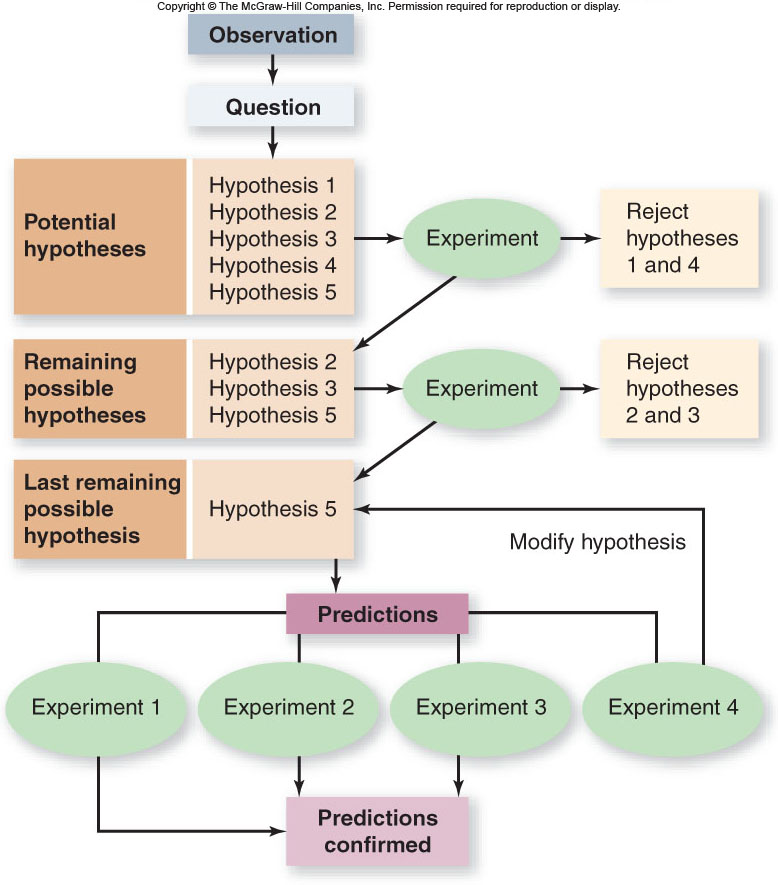 Copyright © The McGraw-Hill Companies, Inc. Permission required for reproduction or display.
Observation
Question
Potential
hypotheses
Hypothesis 1
Hypothesis 2
Hypothesis 3
Hypothesis 4
Hypothesis 5
Experiment
Reject
hypotheses
1 and 4
Remaining
possible
hypotheses
Hypothesis 2
Hypothesis 3
Hypothesis 5
Experiment
Reject
hypotheses
2 and 3
Last remaining
possible
hypothesis
Hypothesis 5
Modify hypothesis
Predictions
Experiment 1
Experiment 2
Experiment 3
Experiment 4
Predictions
confirmed